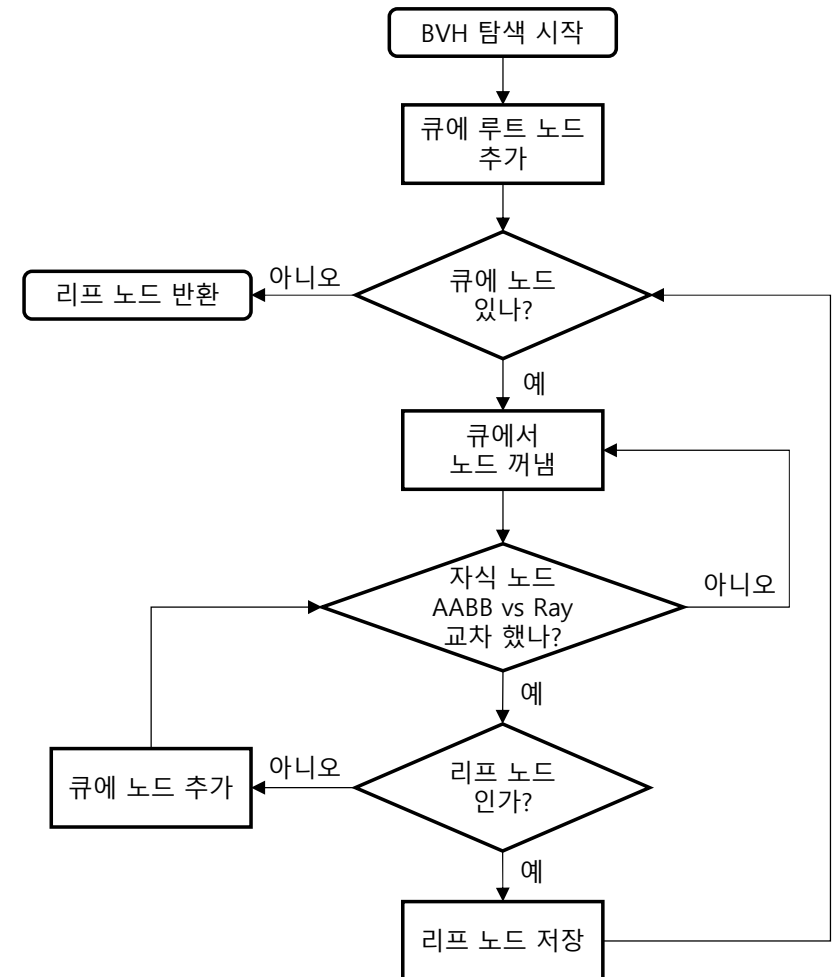 BVH 탐색 시작
큐에 루트 노드
추가
큐에 노드
있나?
아니오
리프 노드 반환
예
큐에서
노드 꺼냄
자식 노드
AABB vs Ray
교차 했나?
아니오
예
리프 노드
인가?
아니오
큐에 노드 추가
예
리프 노드 저장